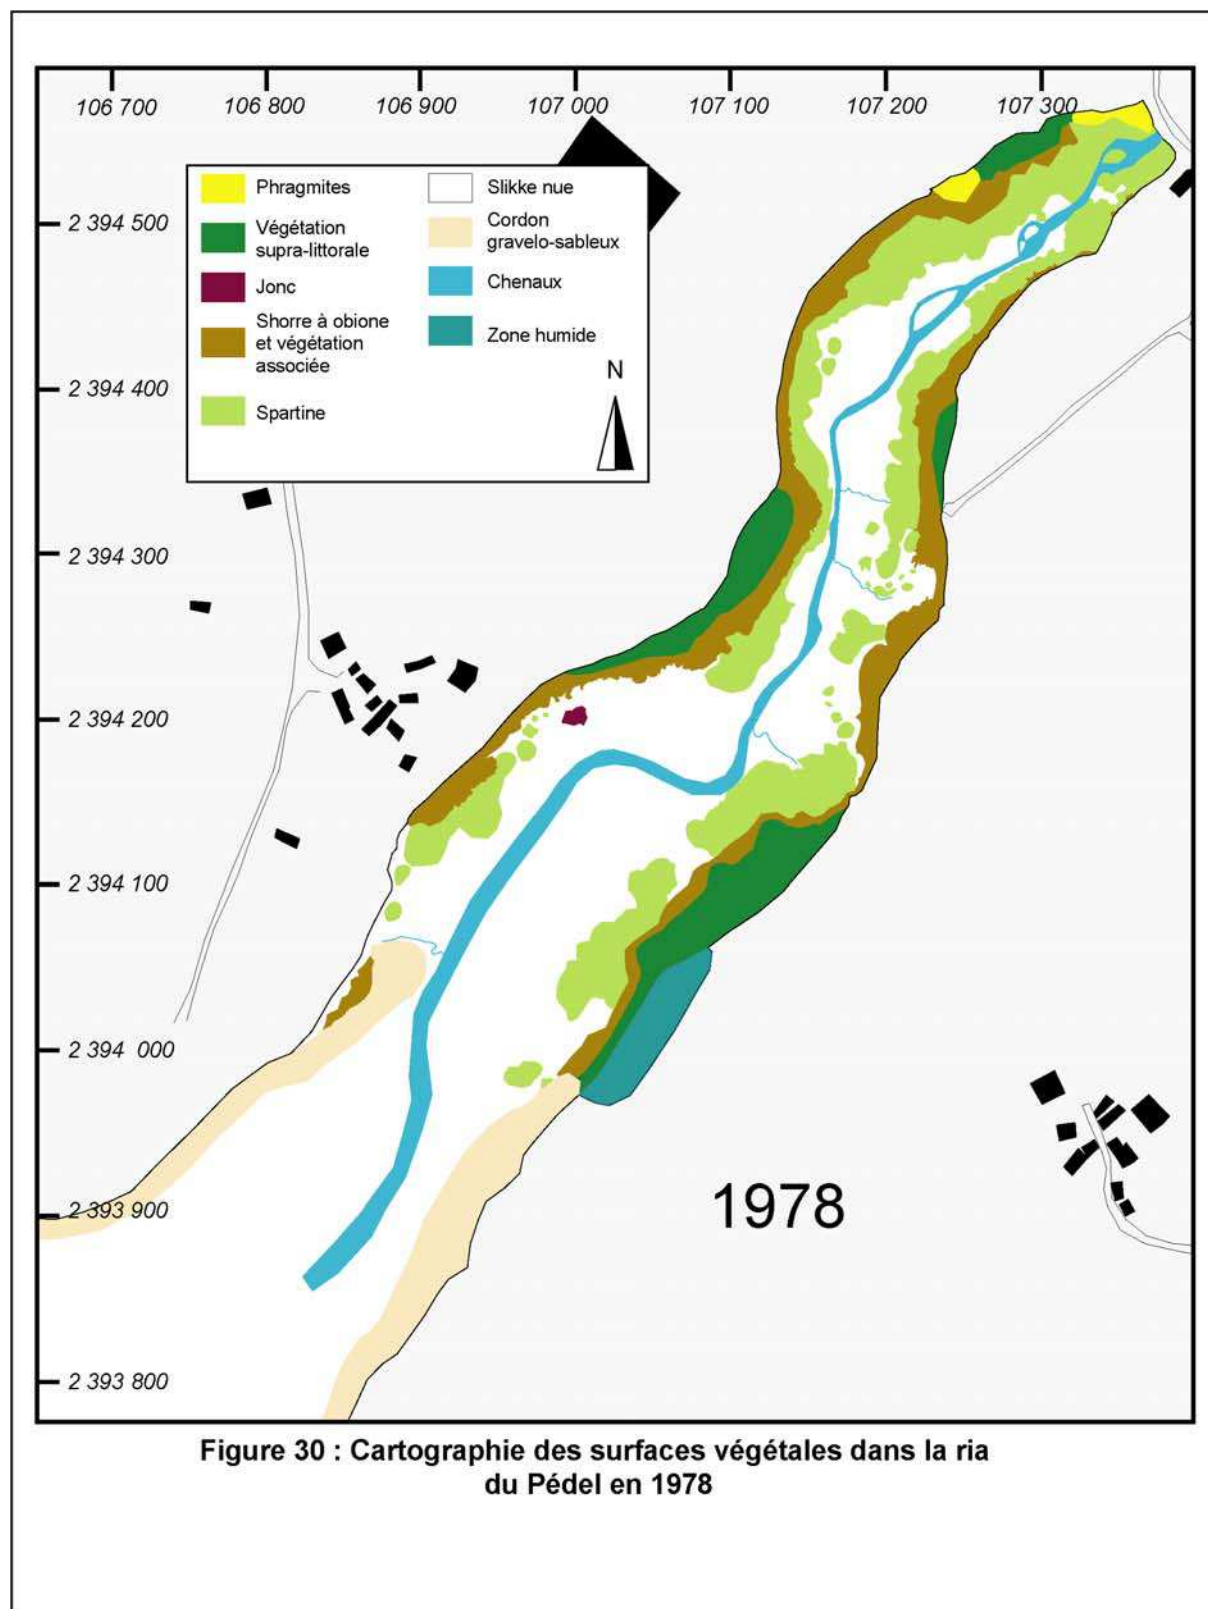 106 700
106 800
106 900
107 000
107 100
107 200
107 300
Phragmites
Végétation
supra-littorale
Jonc
Shorre à obione
et végétation
associée
Spartine
Slikke nue
Cordon
gravelo-sableux
Chenaux
Zone humide
N
2 394 500
2 394 400
2 394 300
2 394 200
2 394 100
2 394 000
2 393 900
2 393 800
1978
Figure 30 : Cartographie des surfaces végétales dans la ria
du Pédel en 1978